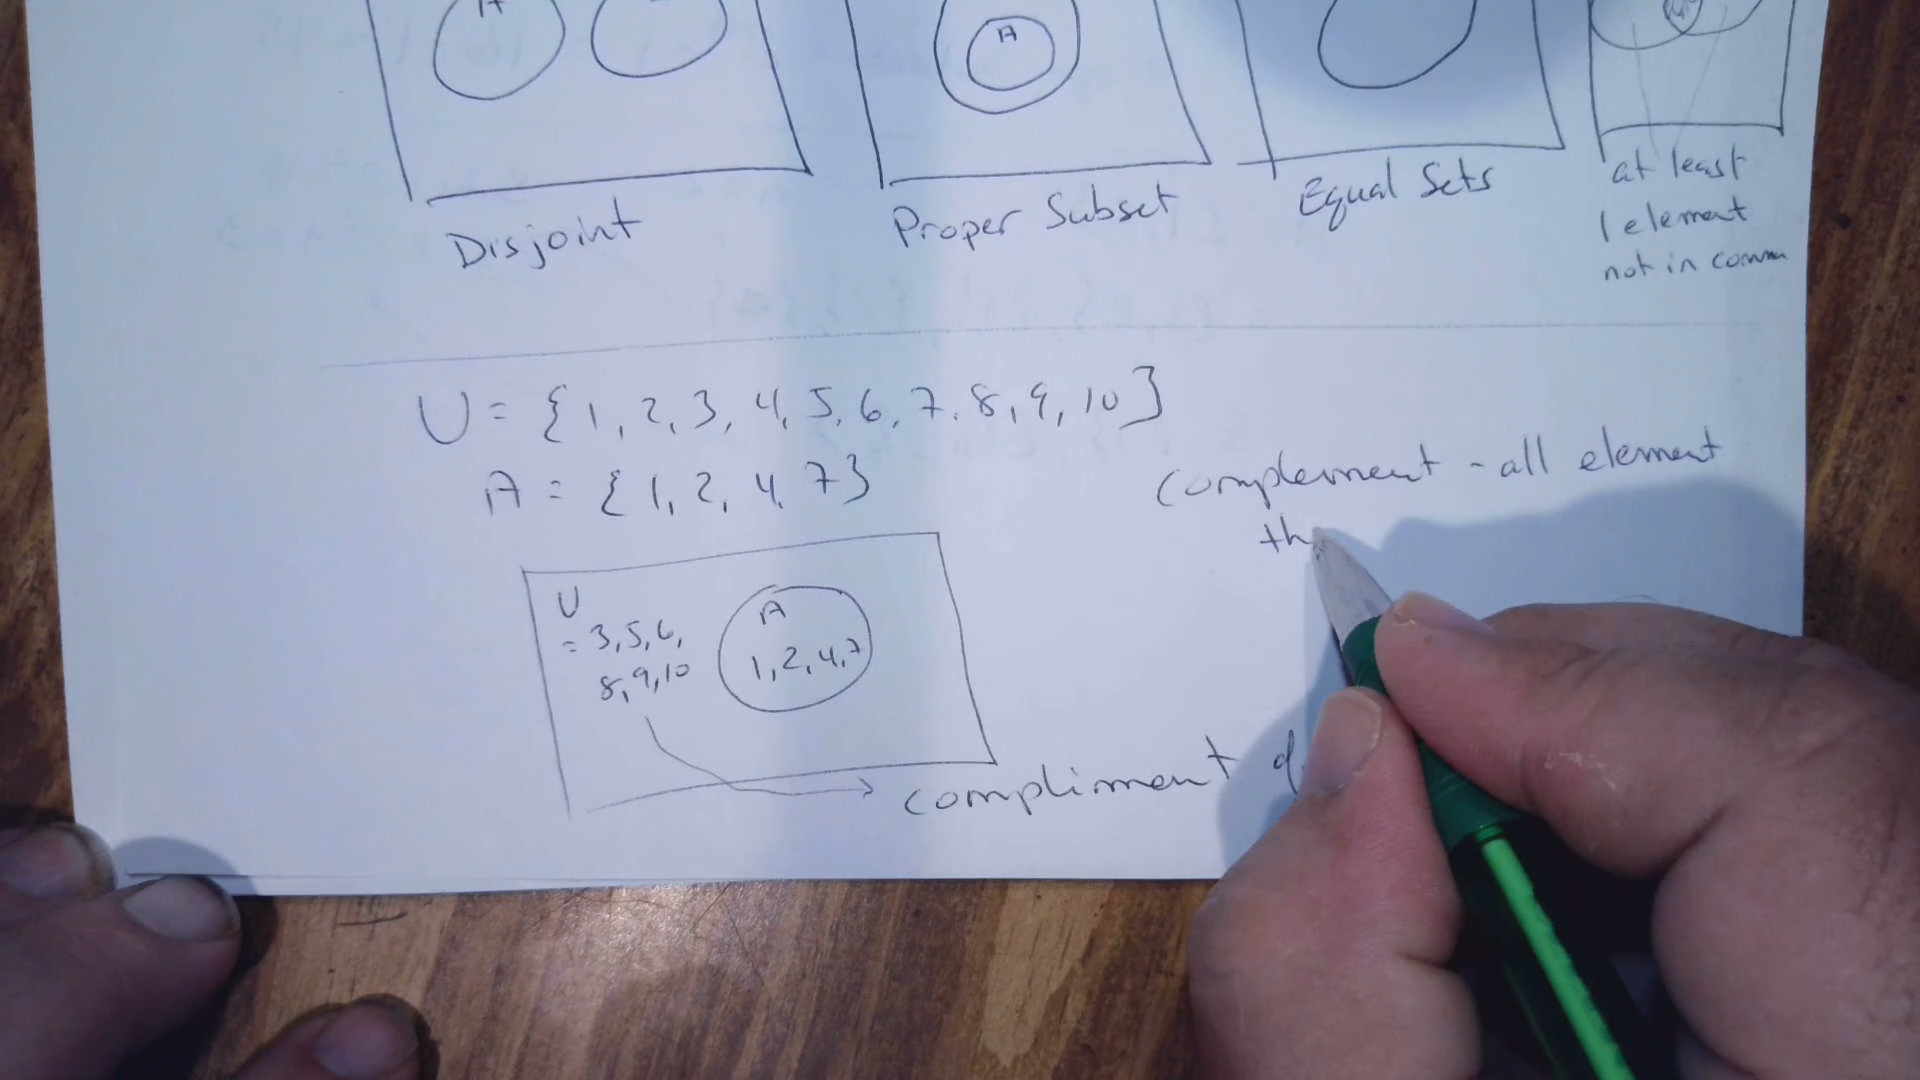 A
A
Disjoint
Proper Subset
Equal Sets
at least
1 element
not in comm
U = {1, 2, 3, 4, 5, 6, 7, 8, 9, 10}
A = {1, 2, 4, 7}
complement - all element
th
U
= 3,5,6,
8,9,10
A
1,2,4,7
compliment of